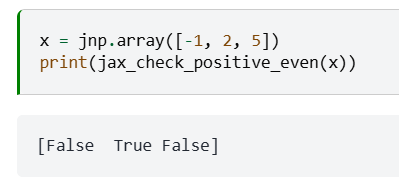 x = jnp.array([-1, 2, 5])
print(jax_check_positive_even(x))
[False  True False]